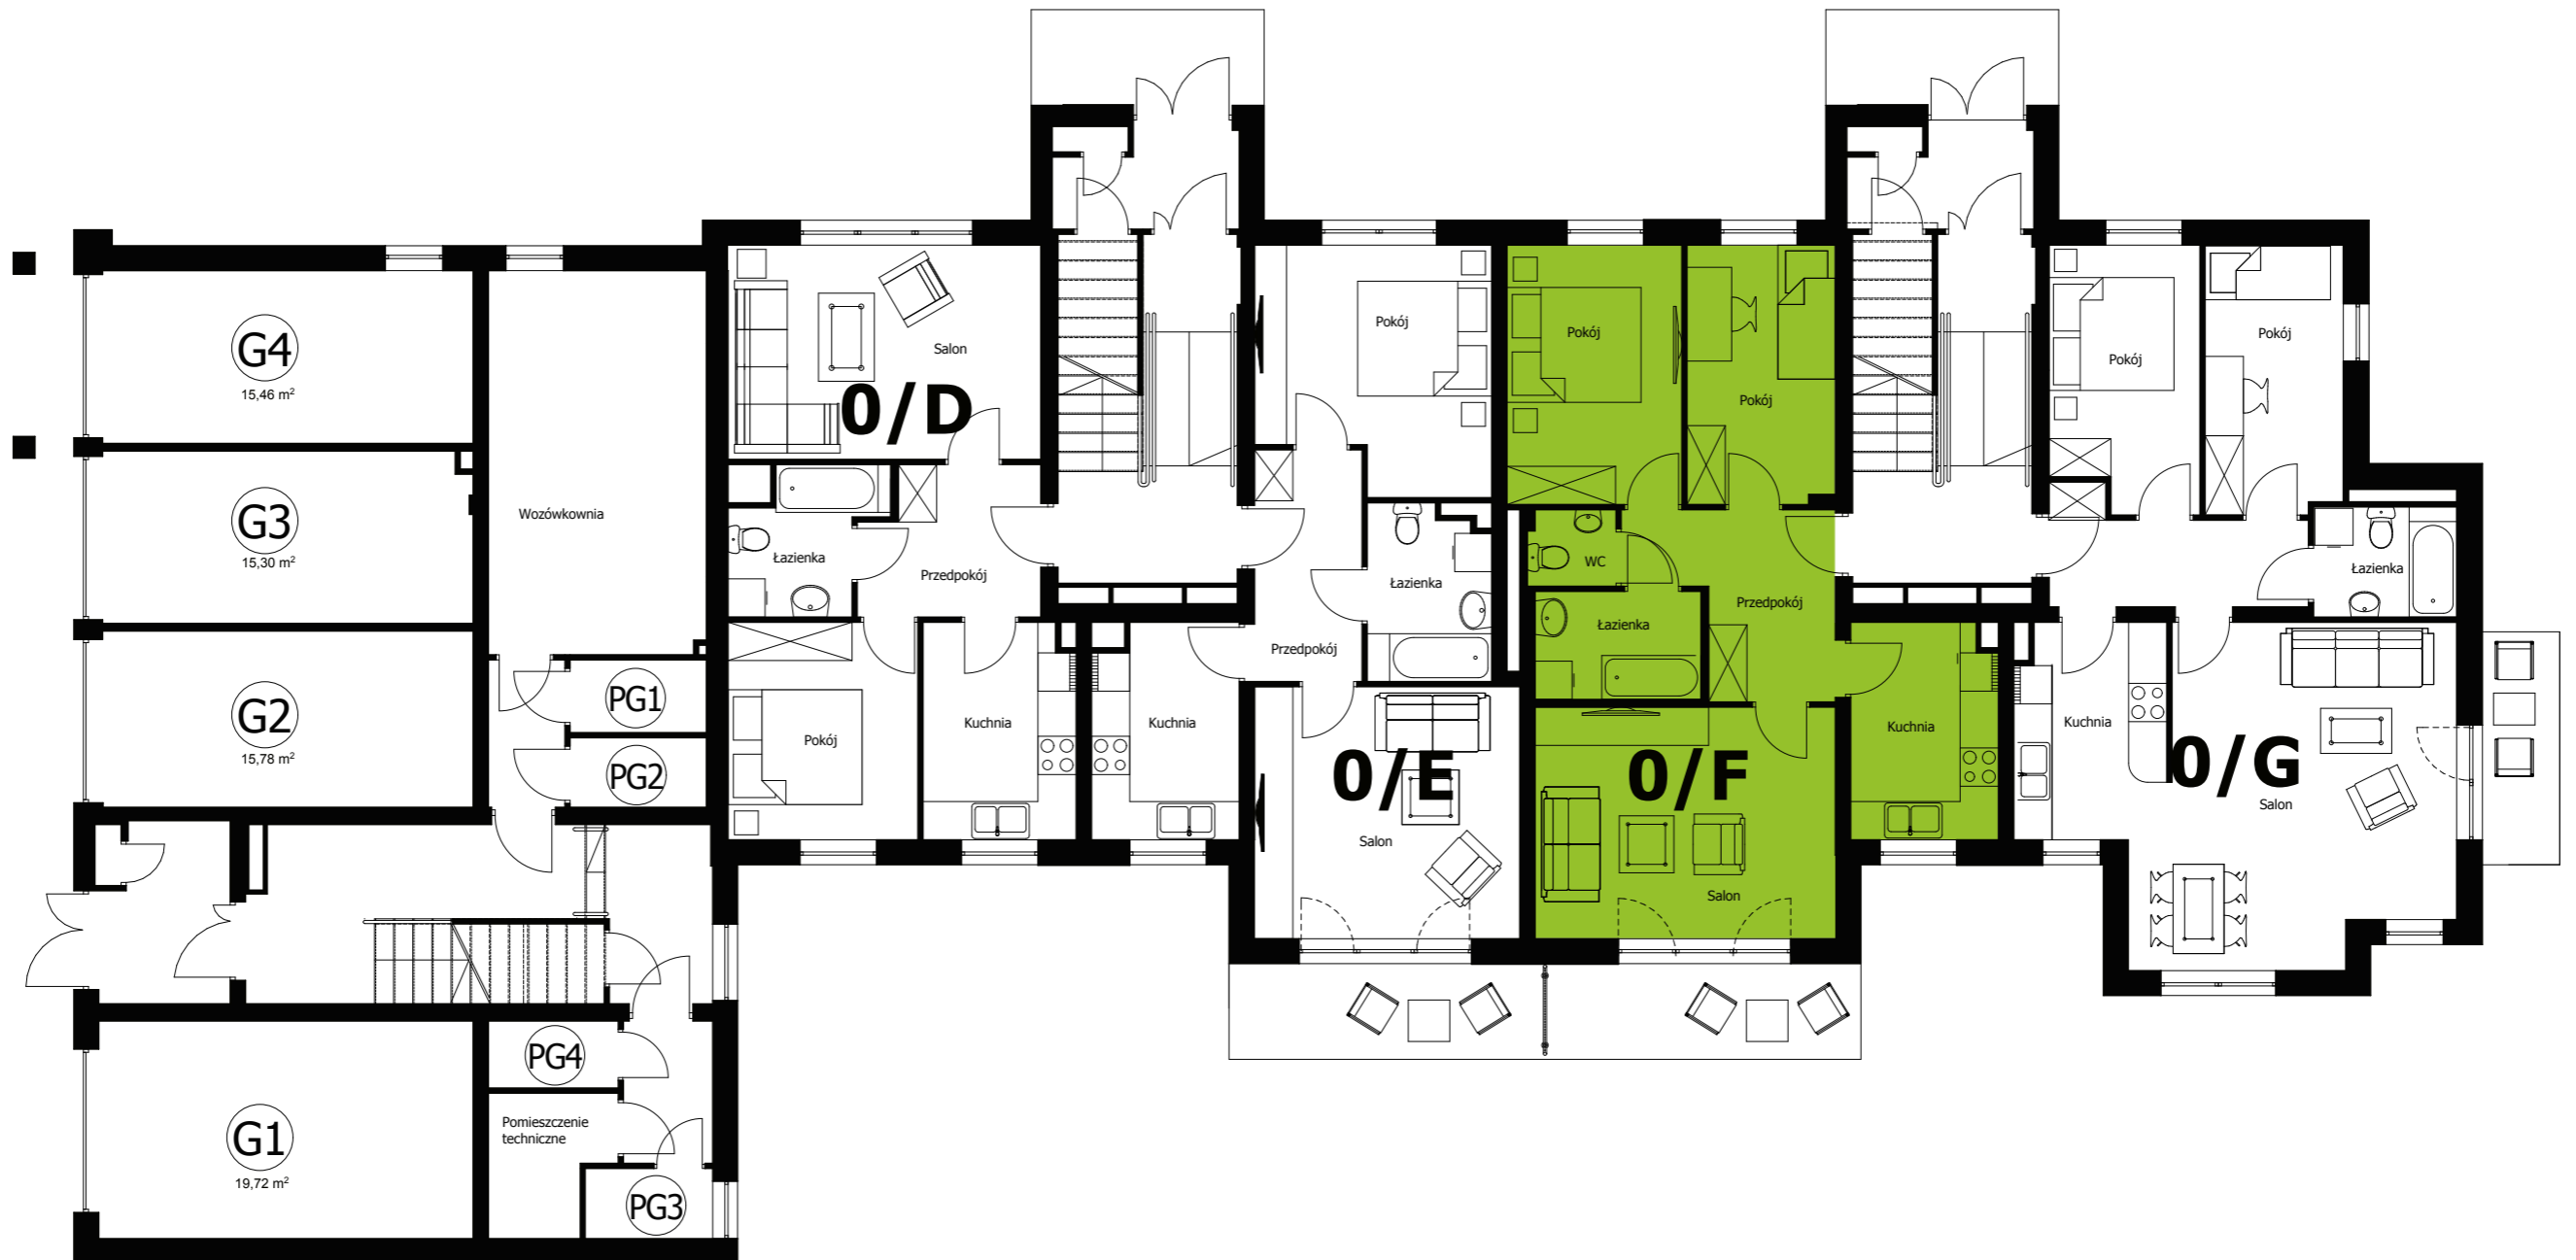 G4
15,46 m²
G3
15,30 m²
G2
15,78 m²
Wozówkownia
PG1
PG2
G1
19,72 m²
PG4
Pomieszczenie
techniczne
PG3
Salon
0/D
Łazienka
Przedpokój
Pokój
Kuchnia
Pokój
Łazienka
Przedpokój
Kuchnia
0/E
Salon
Pokój
Pokój
WC
Łazienka
Przedpokój
Kuchnia
0/F
Salon
Pokój
Pokój
Łazienka
Kuchnia
0/G
Salon